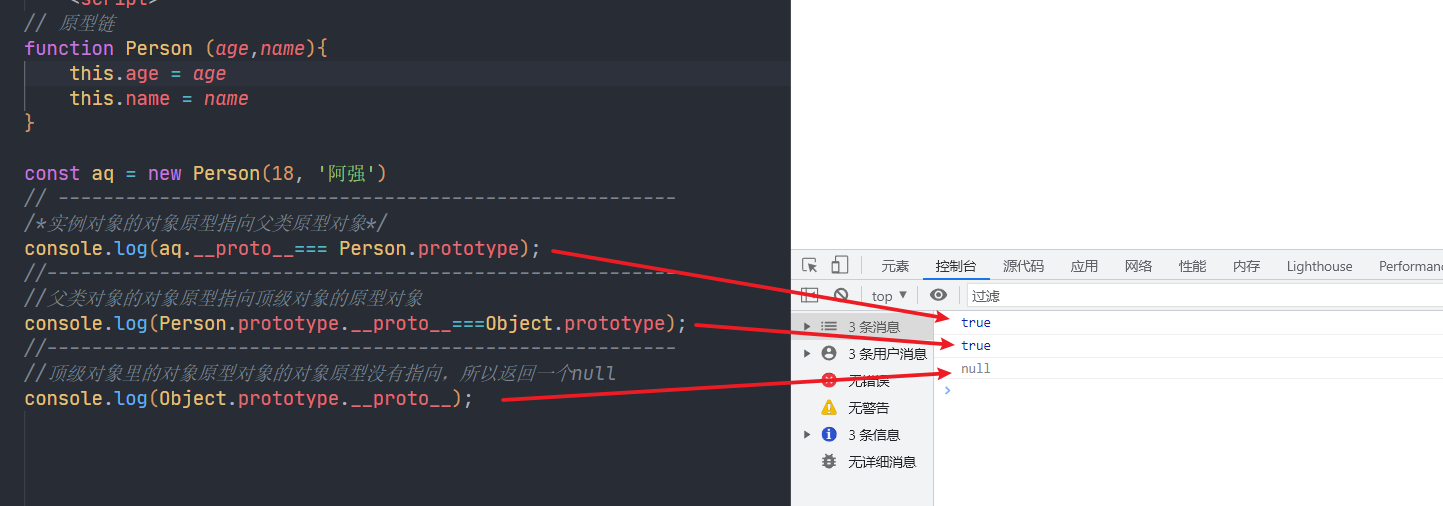 <script>
// 原型链
function Person (age,name){
this.age = age
this.name = name
}
const aq = new Person(18, '阿强')
// -------------------------------------------------------
/*实例对象的对象原型指向父类原型对象*/
console.log(aq.__proto__=== Person.prototype);
//--------------------------------------------------------
//父类对象的对象原型指向顶级对象的原型对象
console.log(Person.prototype.__proto__===Object.prototype);
//--------------------------------------------------------
//顶级对象里的对象原型对象的对象原型没有指向，所以返回一个null
console.log(Object.prototype.__proto__);
元素 控制台 源代码 应用 网络 性能 内存 Lighthouse Performanc
top ▼ 过滤
3 条消息
3 条用户消息
无错误
无警告
3 条信息
无详细消息
true
true
null